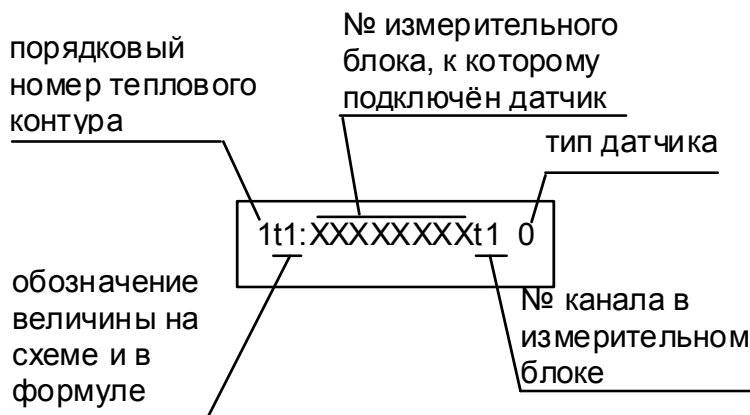 порядковый
номер теплового
контура
№ измерительного
блока, к которому
подключён датчик
тип датчика
1t1:XXXXXXXXt1 0
обозначение
величины на
схеме и в
формуле
№ канала в
измерительном
блоке